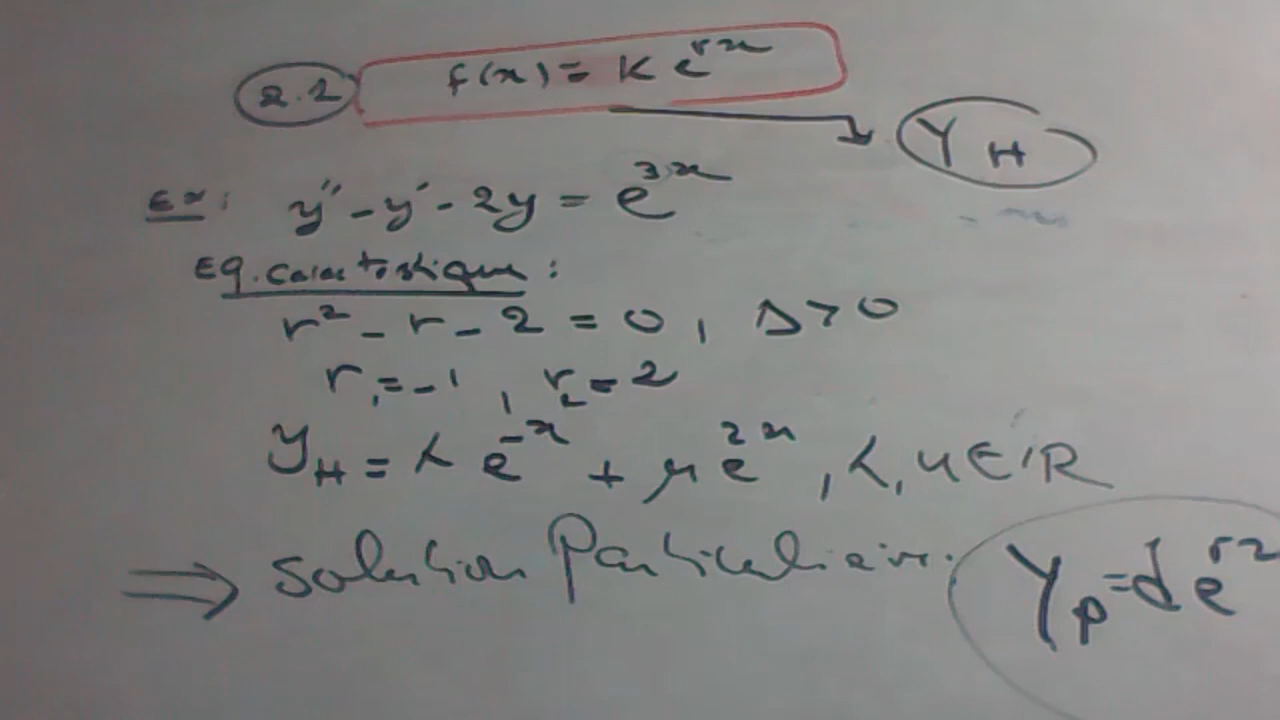 2.2 f(x) = K e^{rx}
Y_H
Ex: y'' - y' - 2y = e^{3x}
Eq. caractéristique :
r² - r - 2 = 0, Δ > 0
r₁ = -1, r₂ = 2
y_H = λ e^{-x} + μ e^{2x}, λ, μ ∈ ℝ
⇒ solution Particulière.
Y_p = d e^{r2